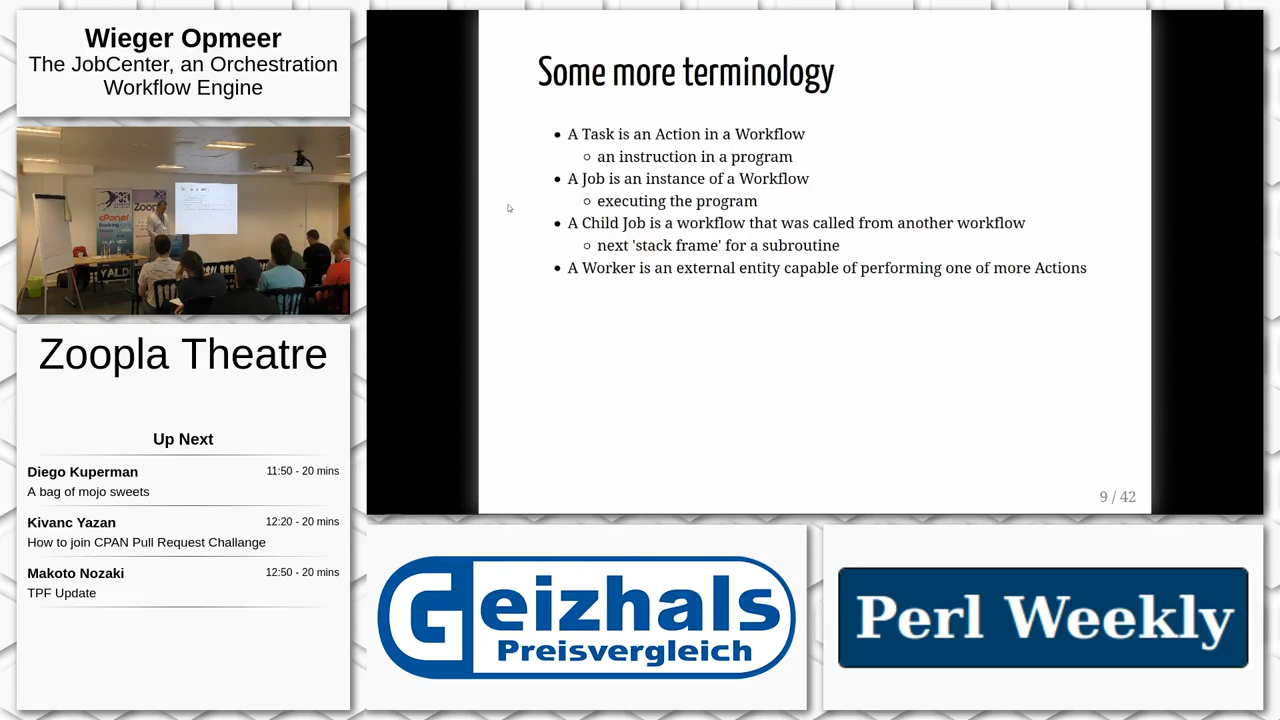 Wieger Opmeer
The JobCenter, an Orchestration
Workflow Engine
cPanel
Zoopla
YALD
Zoopla Theatre
Up Next
Diego Kuperman 11:50 - 20 mins
A bag of mojo sweets
Kivanc Yazan 12:20 - 20 mins
How to join CPAN Pull Request Challange
Makoto Nozaki 12:50 - 20 mins
TPF Update
Some more terminology
• A Task is an Action in a Workflow
◦ an instruction in a program
• A Job is an instance of a Workflow
◦ executing the program
• A Child Job is a workflow that was called from another workflow
◦ next 'stack frame' for a subroutine
• A Worker is an external entity capable of performing one of more Actions
9 / 42
Geizhals
Preisvergleich
Perl Weekly